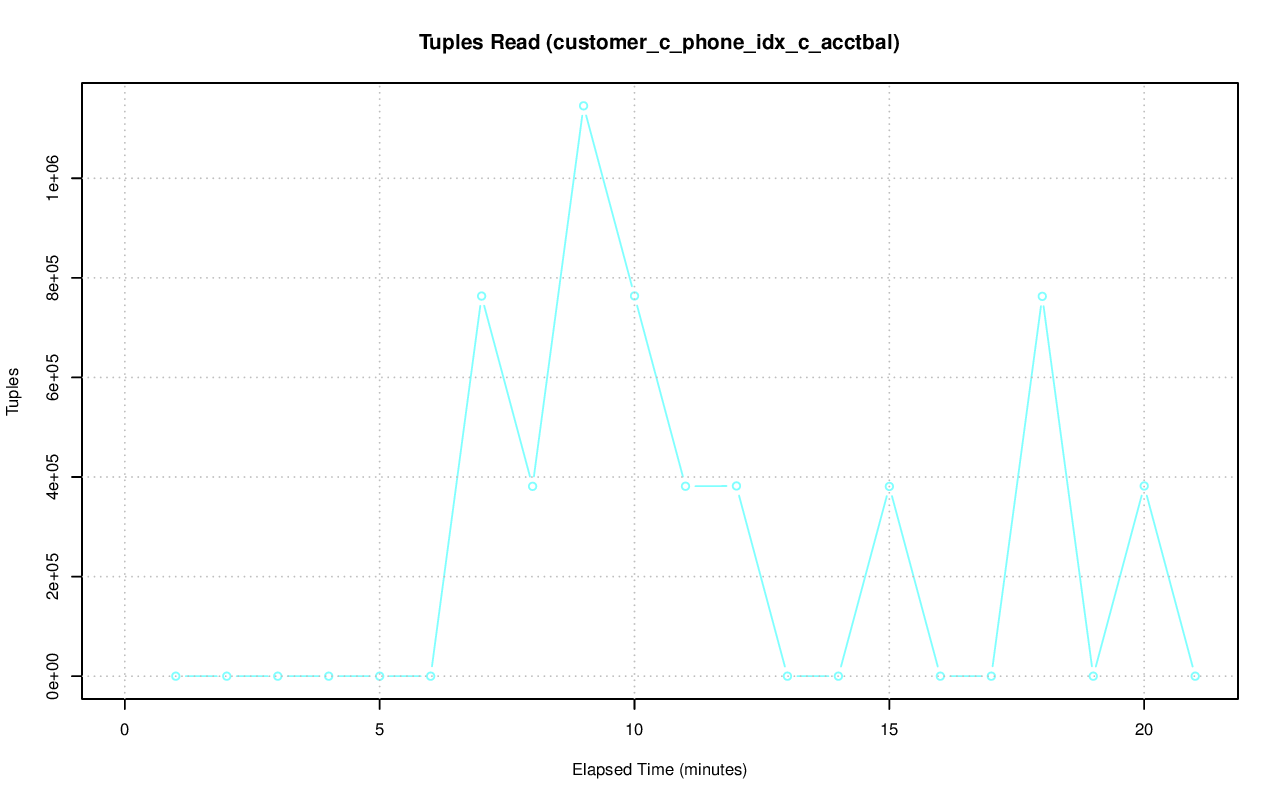 Tuples Read (customer_c_phone_idx_c_acctbal)
Tuples
1e+06
8e+05
6e+05
4e+05
2e+05
0e+00
0 5 10 15 20
Elapsed Time (minutes)